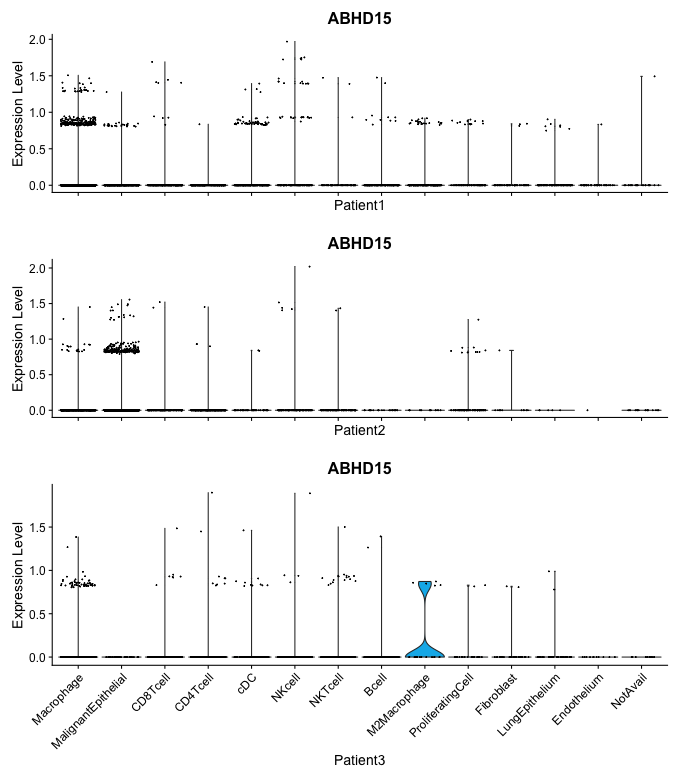 ABHD15
Expression Level
2.0
1.5
1.0
0.5
0.0
Patient1
ABHD15
Expression Level
2.0
1.5
1.0
0.5
0.0
Patient2
ABHD15
Expression Level
1.5
1.0
0.5
0.0
Macrophage
MalignantEpithelial
CD8Tcell
CD4Tcell
cDC
NKcell
NKTcell
Bcell
M2Macrophage
ProliferatingCell
Fibroblast
LungEpithelium
Endothelium
NotAvail
Patient3